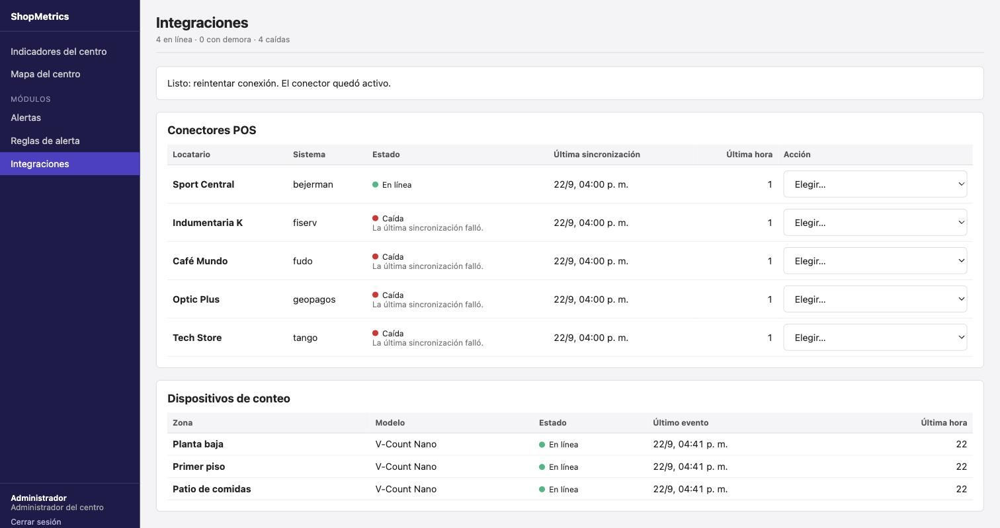 ShopMetrics
Indicadores del centro
Mapa del centro
MÓDULOS
Alertas
Reglas de alerta
Integraciones
Administrador
Administrador del centro
Cerrar sesión
Integraciones
4 en línea · 0 con demora · 4 caídas
Listo: reintentar conexión. El conector quedó activo.
Conectores POS
Locatario Sistema Estado Última sincronización Última hora Acción
Sport Central bejerman En línea 22/9, 04:00 p. m. 1 Elegir...
Indumentaria K fiserv Caída 22/9, 04:00 p. m. 1 Elegir...
La última sincronización falló.
Café Mundo fudo Caída 22/9, 04:00 p. m. 1 Elegir...
La última sincronización falló.
Optic Plus geopagos Caída 22/9, 04:00 p. m. 1 Elegir...
La última sincronización falló.
Tech Store tango Caída 22/9, 04:00 p. m. 1 Elegir...
La última sincronización falló.
Dispositivos de conteo
Zona Modelo Estado Último evento Última hora
Planta baja V-Count Nano En línea 22/9, 04:41 p. m. 22
Primer piso V-Count Nano En línea 22/9, 04:41 p. m. 22
Patio de comidas V-Count Nano En línea 22/9, 04:41 p. m. 22